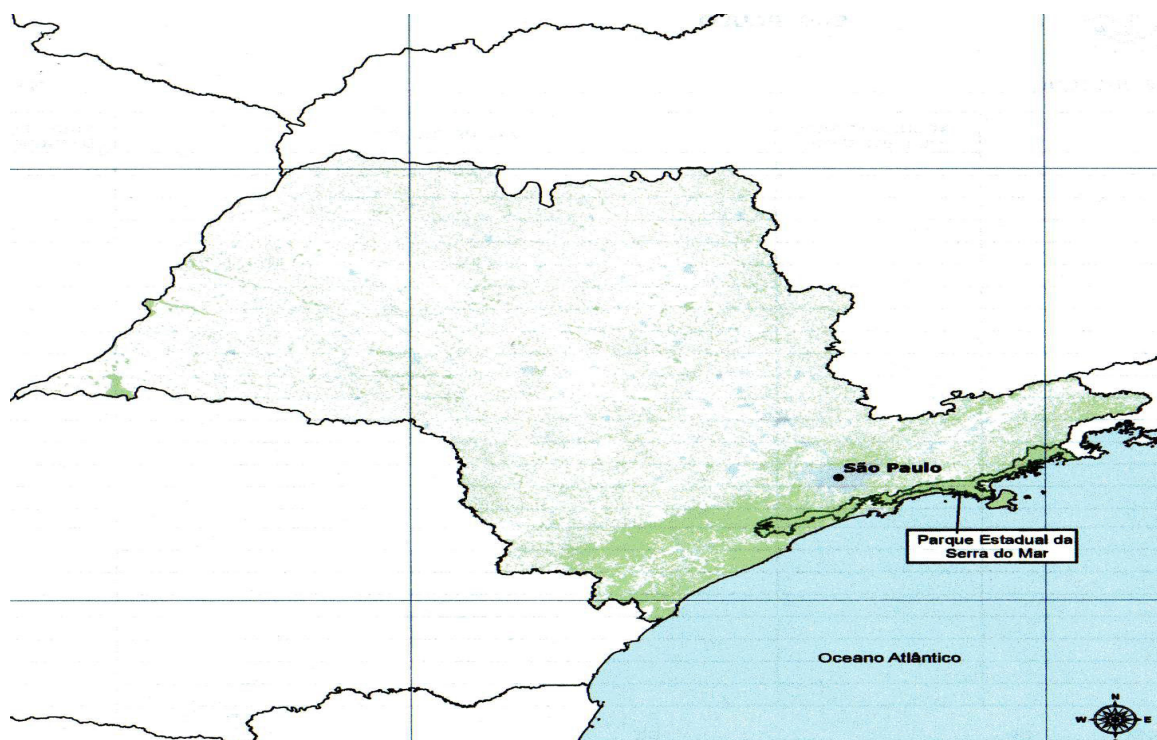 São Paulo
Parque Estadual da
Serra do Mar
Oceano Atlântico
N
W
E
S